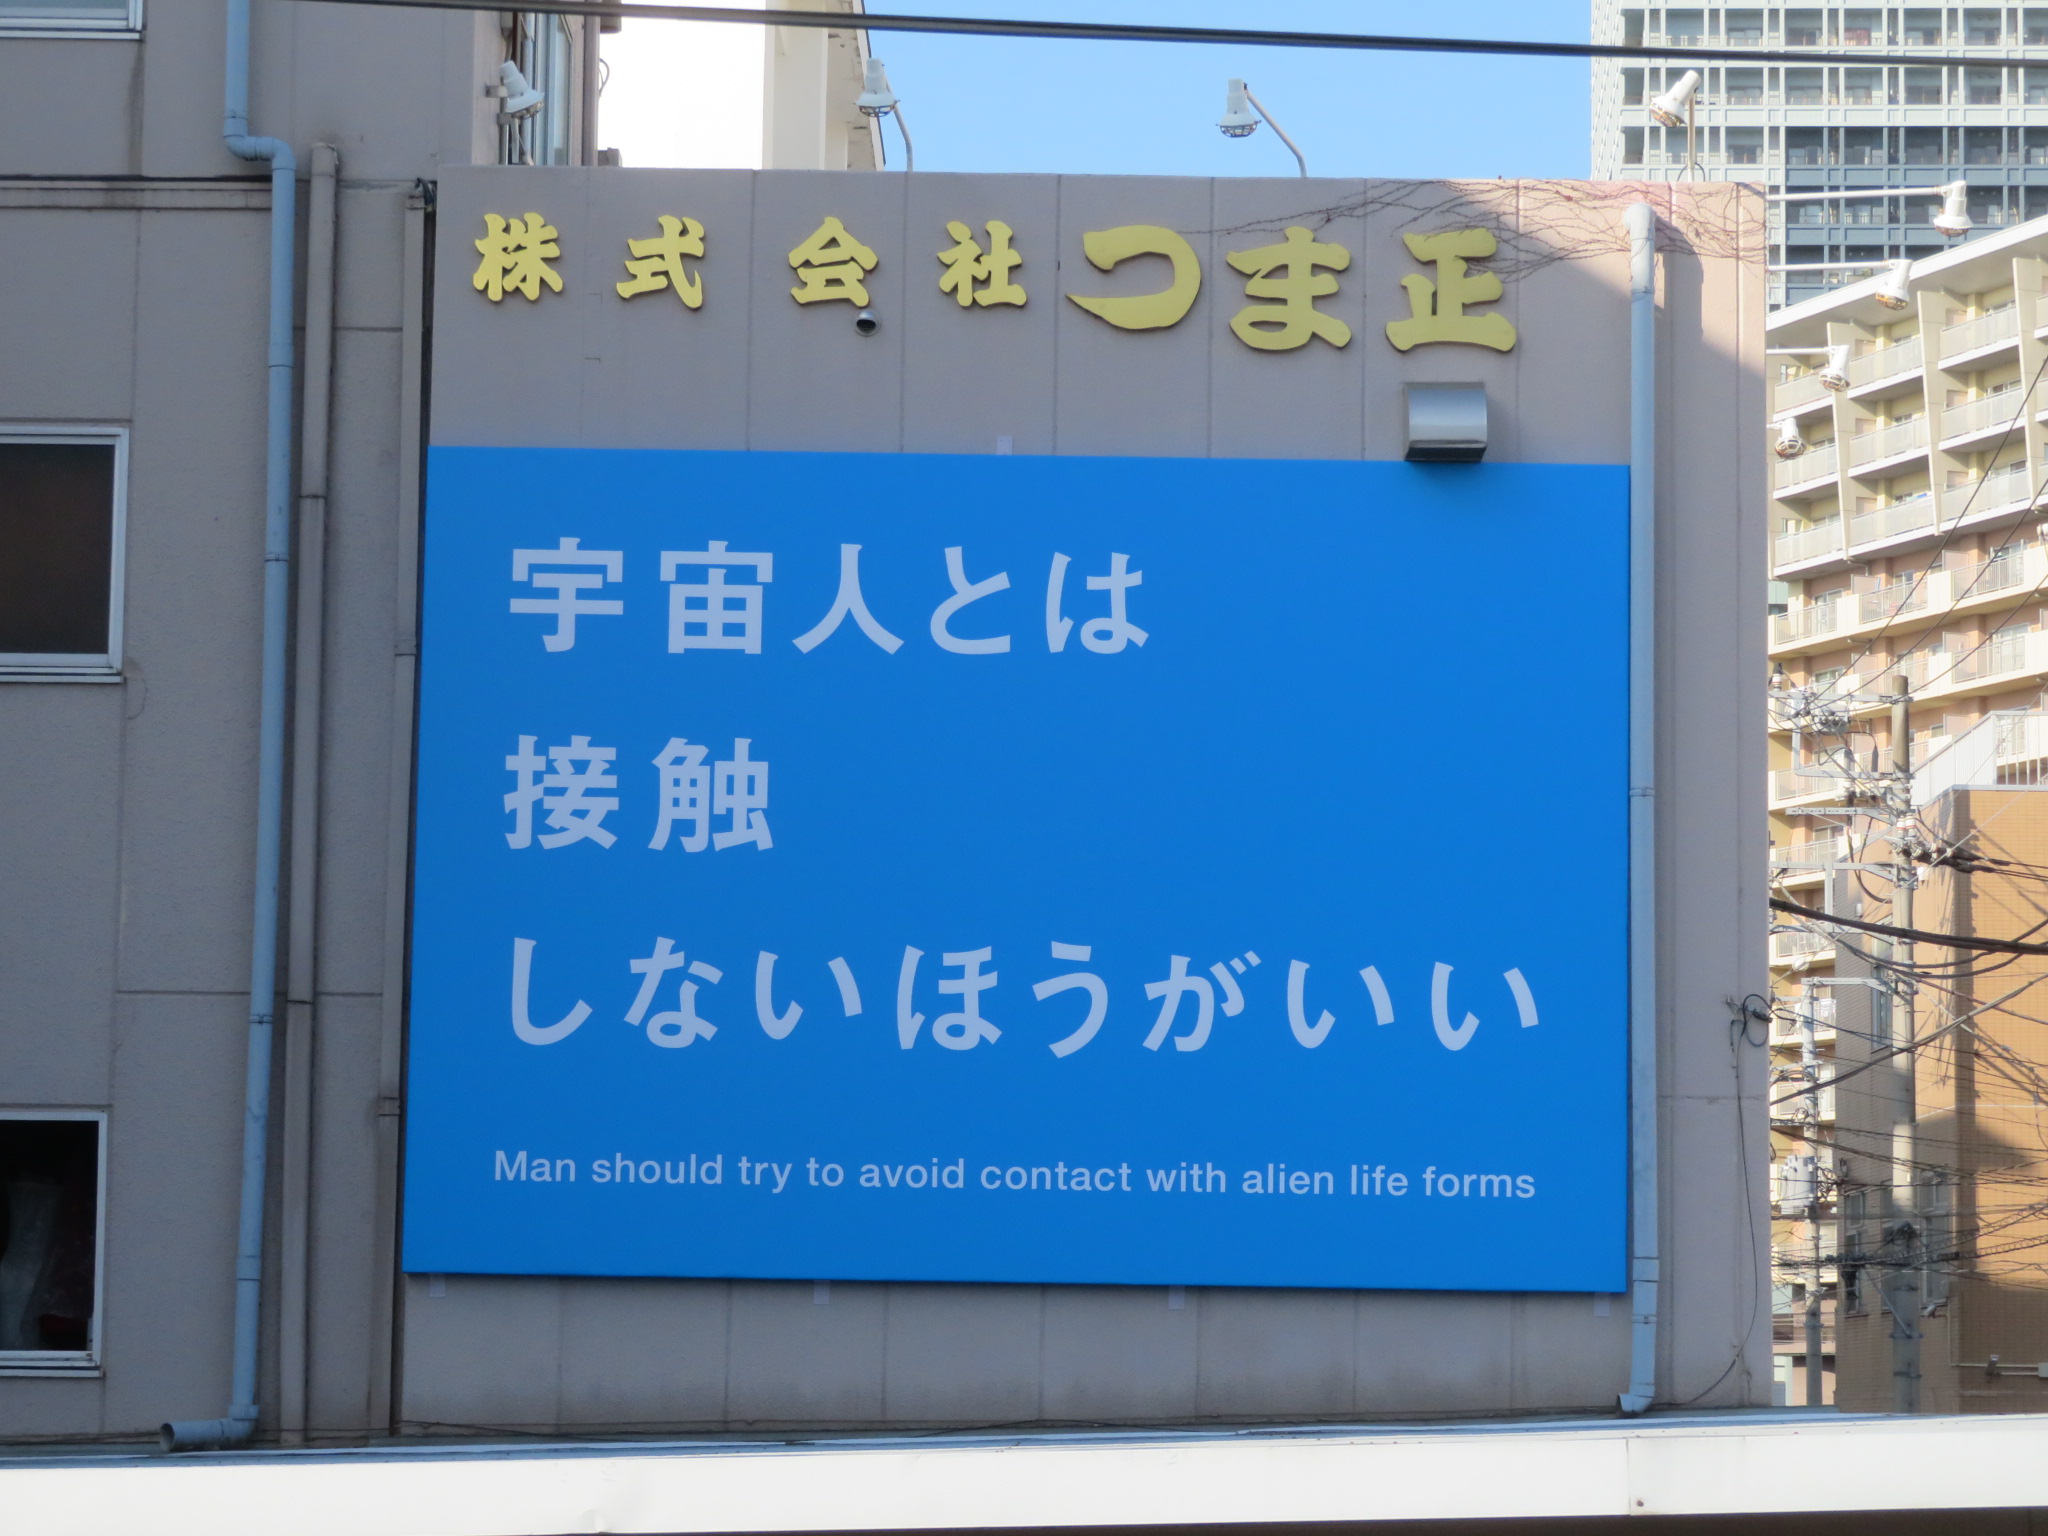 株式会社つま正
宇宙人とは
接触
しないほうがいい
Man should try to avoid contact with alien life forms